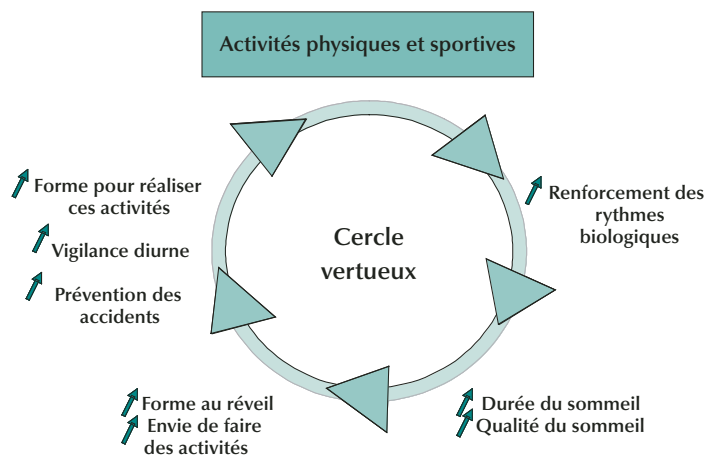 Activités physiques et sportives
Forme pour réaliser
ces activités
Vigilance diurne
Prévention des
accidents
Cercle
vertueux
Renforcement des
rythmes
biologiques
Forme au réveil
Envie de faire
des activités
Durée du sommeil
Qualité du sommeil